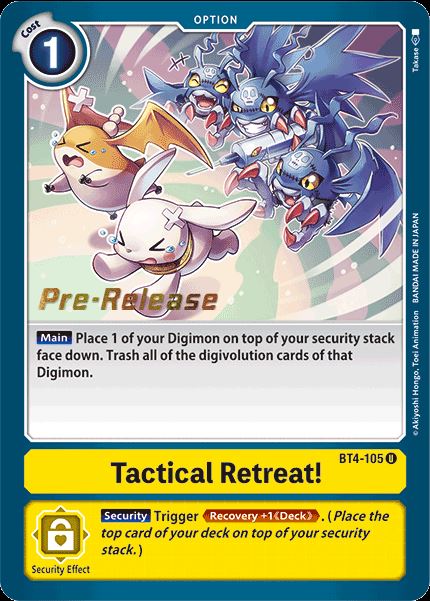 OPTION
Cost
1
Takase
Pre-Release
Main Place 1 of your Digimon on top of your security stack
face down. Trash all of the digivolution cards of that
Digimon.
©Akiyoshi Hongo, Toei Animation BANDAI MADE IN JAPAN
BT4-105 U
Tactical Retreat!
Security Trigger Recovery +1《Deck》. (Place the
top card of your deck on top of your security
stack.)
Security Effect